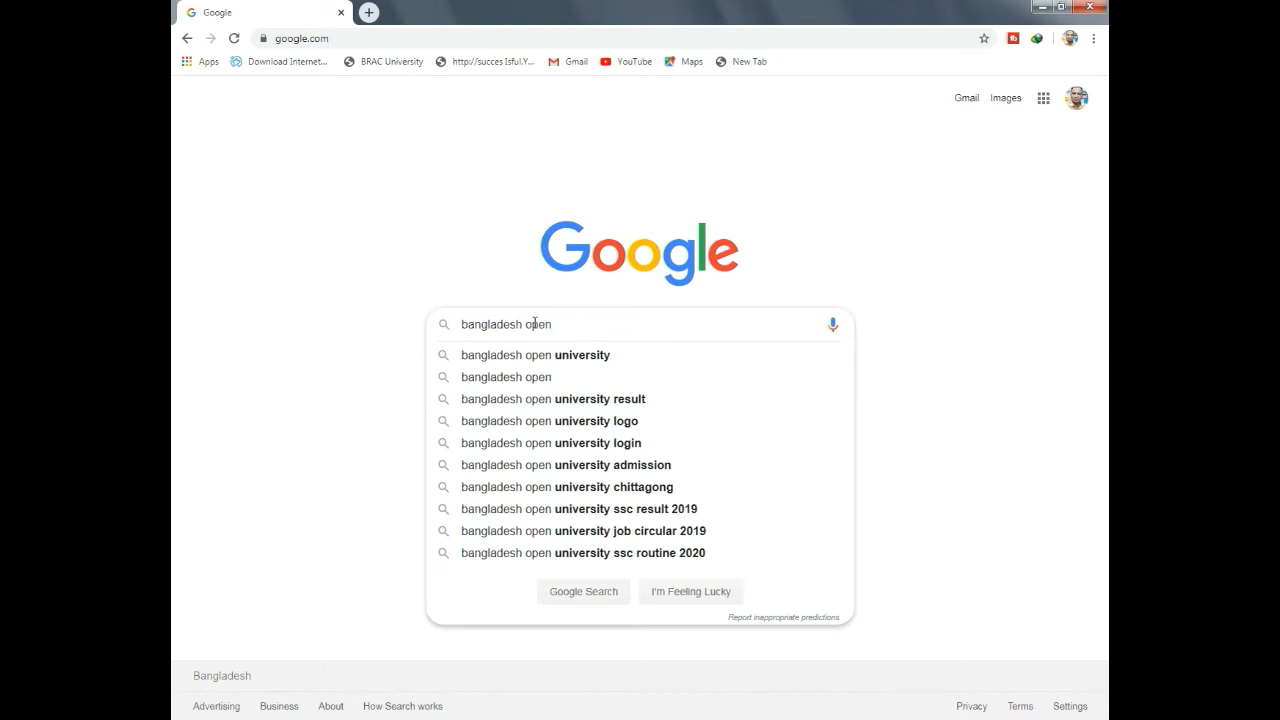 Google
google.com
Apps Download Internet... BRAC University http://succes Isful.Y... Gmail YouTube Maps New Tab
Gmail Images
Google
bangladesh open
bangladesh open university
bangladesh open
bangladesh open university result
bangladesh open university logo
bangladesh open university login
bangladesh open university admission
bangladesh open university chittagong
bangladesh open university ssc result 2019
bangladesh open university job circular 2019
bangladesh open university ssc routine 2020
Google Search I'm Feeling Lucky
Report inappropriate predictions
Bangladesh
Advertising Business About How Search works Privacy Terms Settings